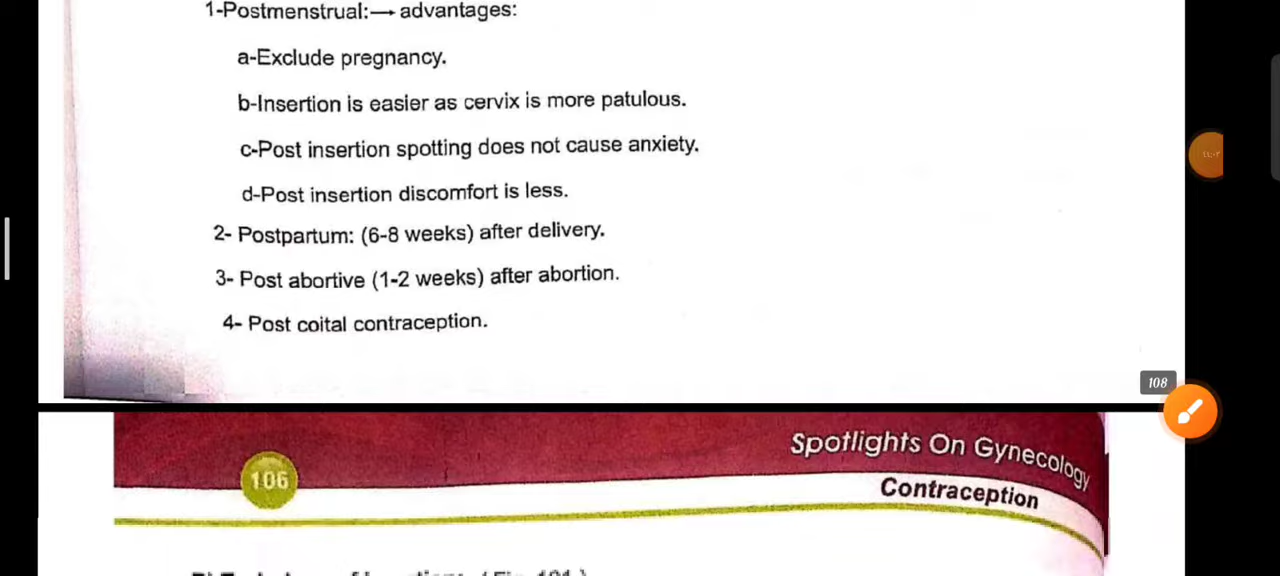 1-Postmenstrual:→ advantages:
a-Exclude pregnancy.
b-Insertion is easier as cervix is more patulous.
c-Post insertion spotting does not cause anxiety.
d-Post insertion discomfort is less.
2- Postpartum: (6-8 weeks) after delivery.
3- Post abortive (1-2 weeks) after abortion.
4- Post coital contraception.
108
106
Spotlights On Gynecology
Contraception